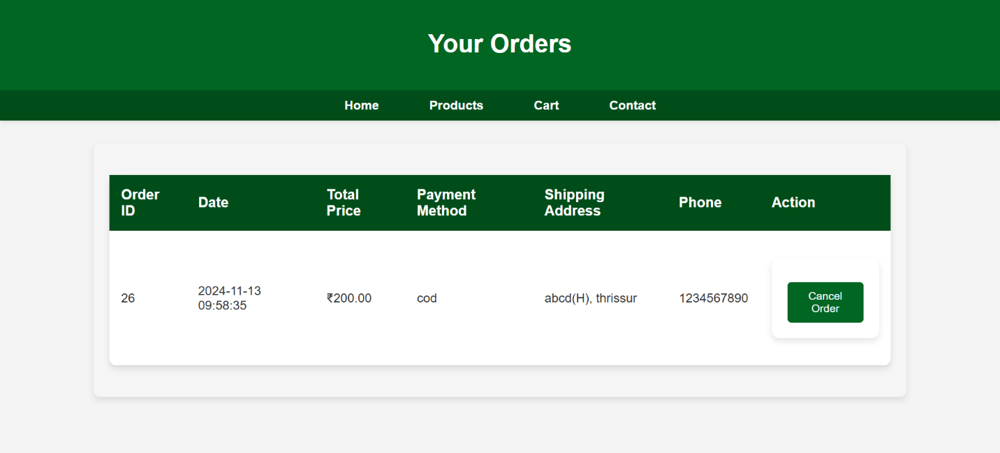 Your Orders
Home Products Cart Contact
Order ID
Date
Total Price
Payment Method
Shipping Address
Phone
Action
26
2024-11-13
09:58:35
₹200.00
cod
abcd(H), thrissur
1234567890
Cancel
Order